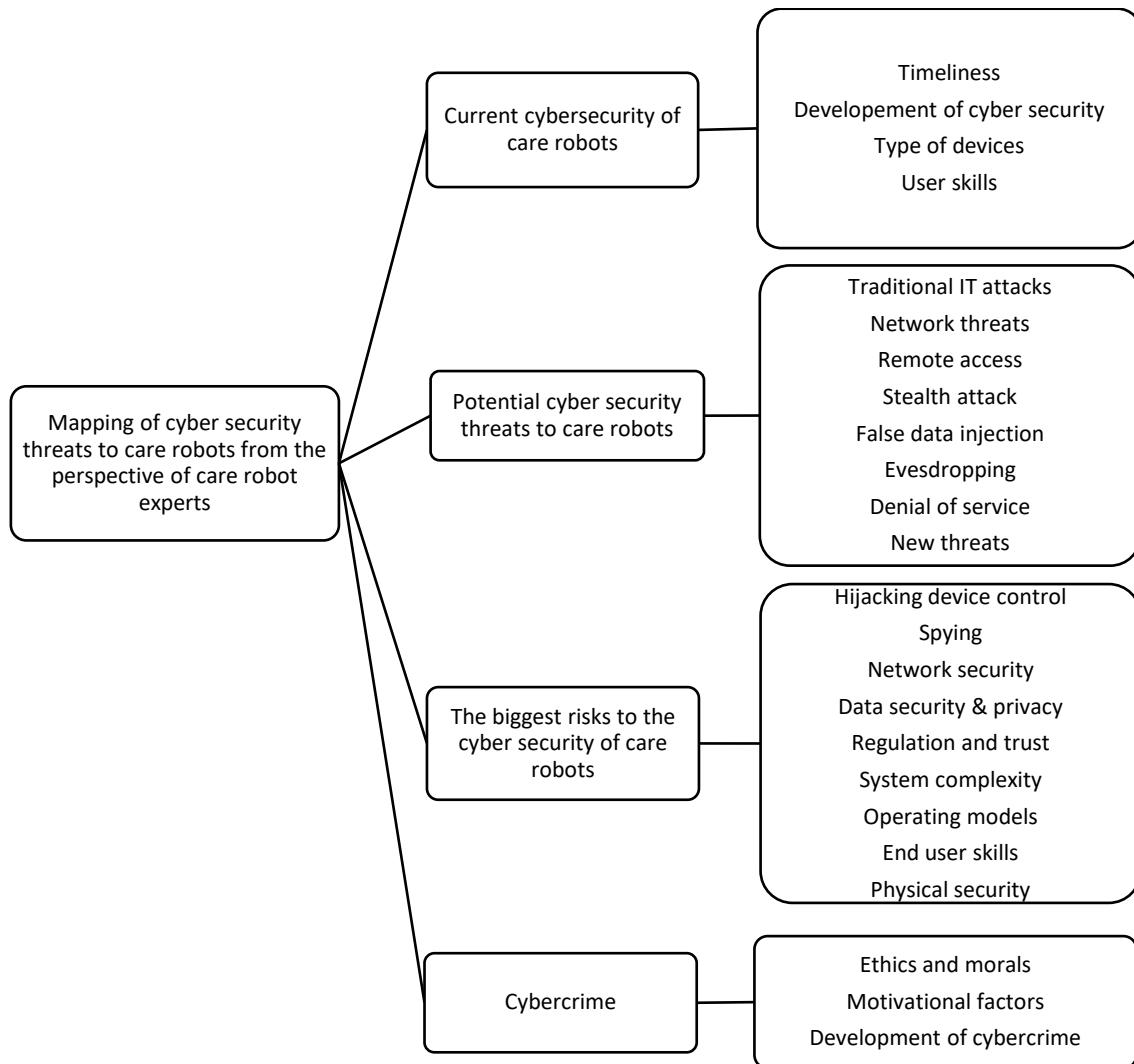 Mapping of cyber security
threats to care robots from the
perspective of care robot
experts
Current cybersecurity of
care robots
Timeliness
Developement of cyber security
Type of devices
User skills
Potential cyber security
threats to care robots
Traditional IT attacks
Network threats
Remote access
Stealth attack
False data injection
Evesdropping
Denial of service
New threats
The biggest risks to the
cyber security of care
robots
Hijacking device control
Spying
Network security
Data security & privacy
Regulation and trust
System complexity
Operating models
End user skills
Physical security
Cybercrime
Ethics and morals
Motivational factors
Development of cybercrime